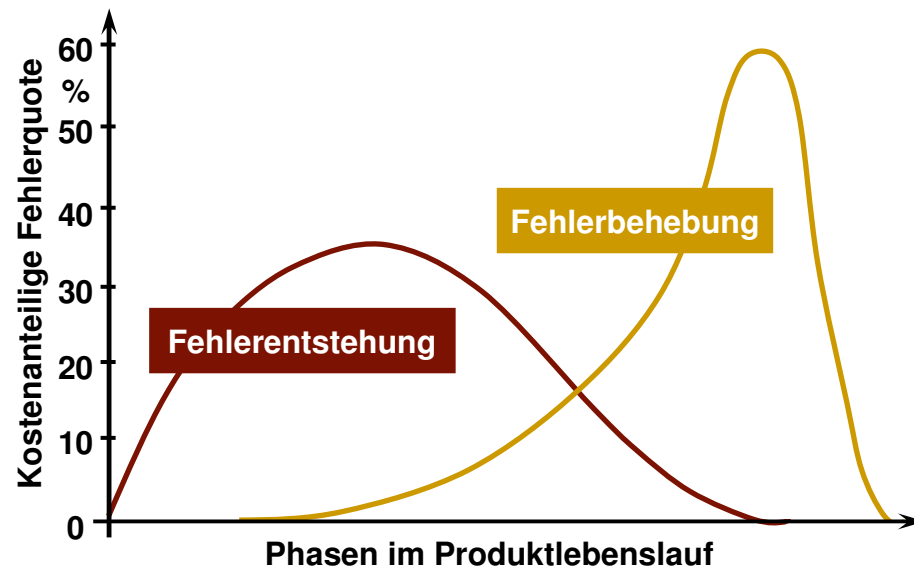 Kostenanteilige Fehlerquote
60
%
50
40
30
20
10
0
Fehlerbehebung
Fehlerentstehung
Phasen im Produktlebenslauf